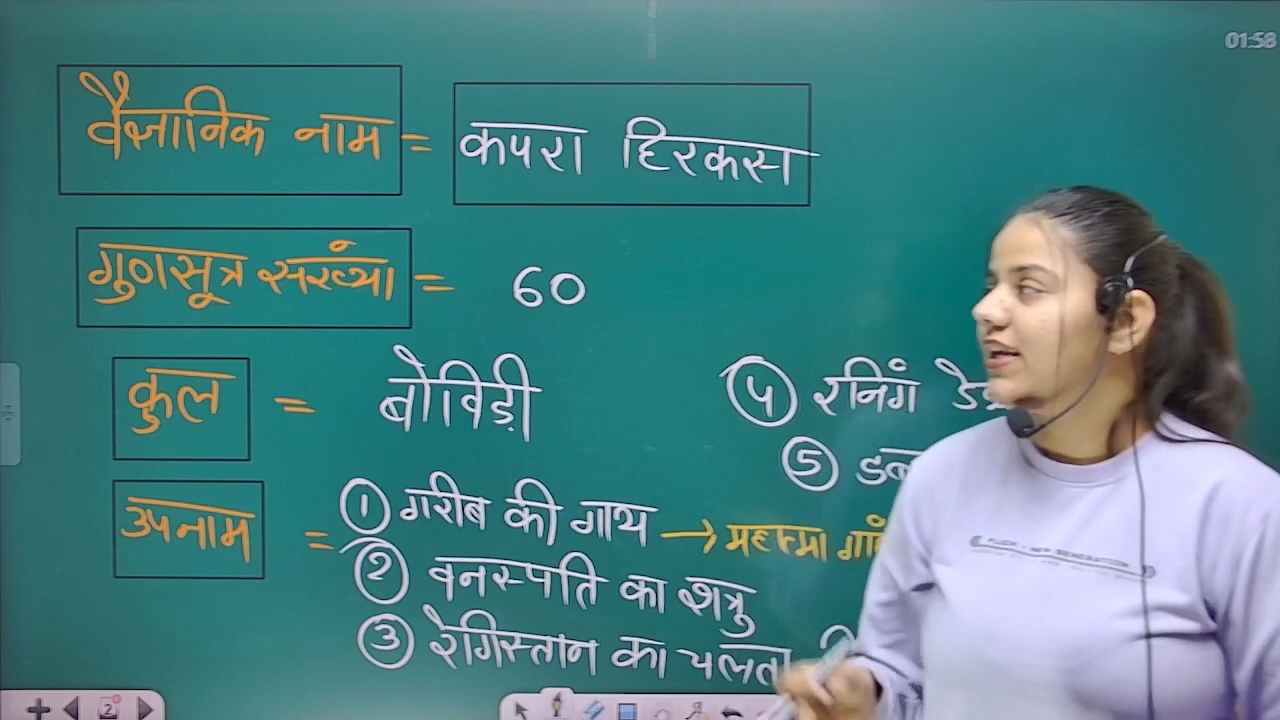 01:58
वैज्ञानिक नाम = कपरा हिरकस
गुणसूत्र संख्या = 60
कुल = बोविड़ी
④ रनिंग
⑤
उपनाम = ① गरीब की गाय → महात्मा
② वनस्पति का शत्रु
③ रेगिस्तान का चलता
2